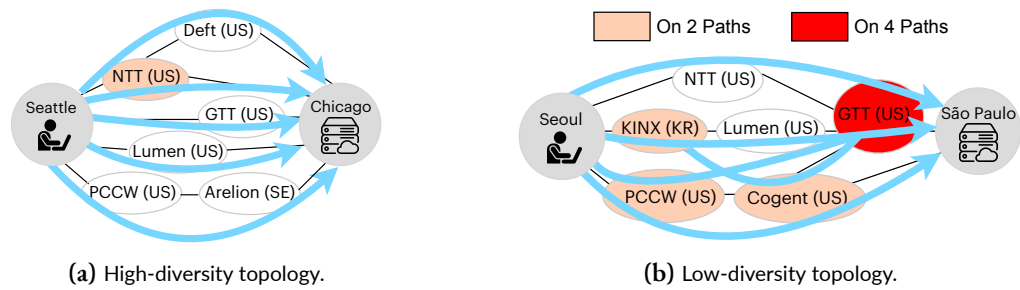 On 2 Paths
On 4 Paths
Deft (US)
NTT (US)
Seattle
GTT (US)
Chicago
Lumen (US)
PCCW (US)
Arelion (SE)
(a) High-diversity topology.
NTT (US)
Seoul
KINX (KR)
Lumen (US)
GTT (US)
São Paulo
PCCW (US)
Cogent (US)
(b) Low-diversity topology.